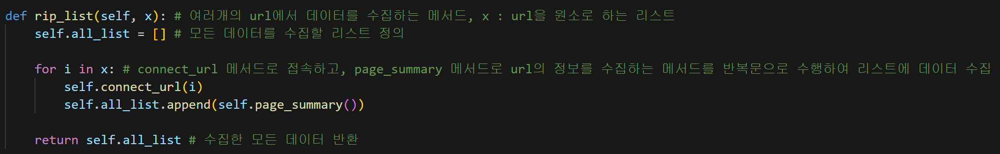 def rip_list(self, x): # 여러개의 url에서 데이터를 수집하는 메서드, x : url을 원소로 하는 리스트
    self.all_list = [] # 모든 데이터를 수집할 리스트 정의
    for i in x: # connect_url 메서드로 접속하고, page_summary 메서드로 url의 정보를 수집하는 메서드를 반복문으로 수행하여 리스트에 데이터 수집
        self.connect_url(i)
        self.all_list.append(self.page_summary())
    return self.all_list # 수집한 모든 데이터 반환